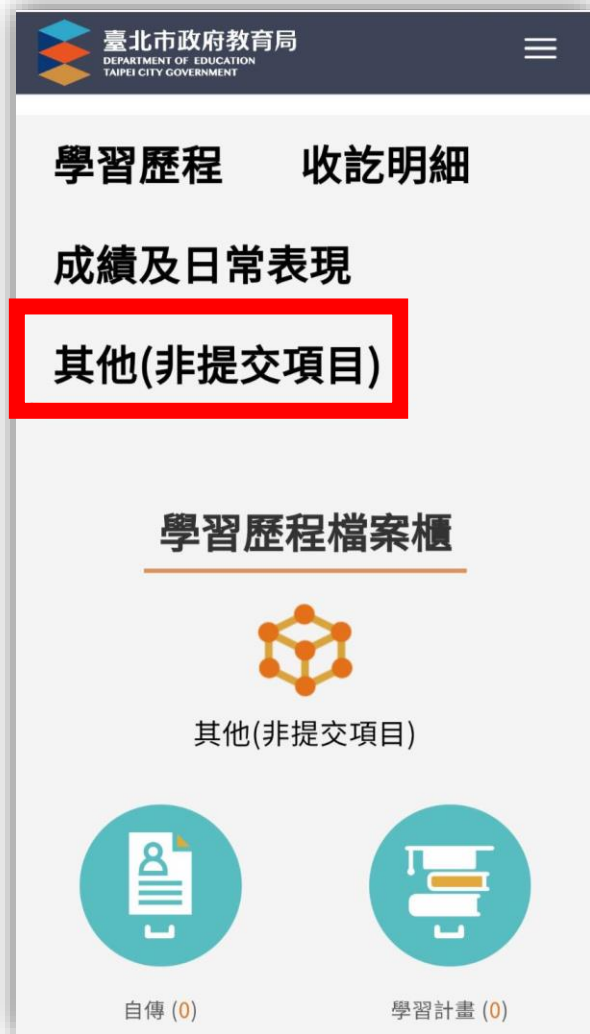 臺北市政府教育局
DEPARTMENT OF EDUCATION
TAIPEI CITY GOVERNMENT
學習歷程 收訖明細
成績及日常表現
其他(非提交項目)
學習歷程檔案櫃
其他(非提交項目)
自傳 (0) 學習計畫 (0)